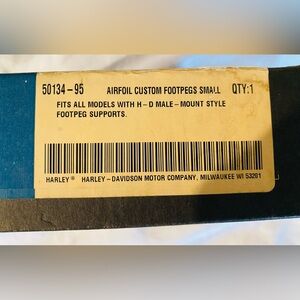 50134-95 AIRFOIL CUSTOM FOOTPEGS SMALL QTY:1
FITS ALL MODELS WITH H-D MALE-MOUNT STYLE
FOOTPEG SUPPORTS.
HARLEY® HARLEY-DAVIDSON MOTOR COMPANY, MILWAUKEE WI 53201